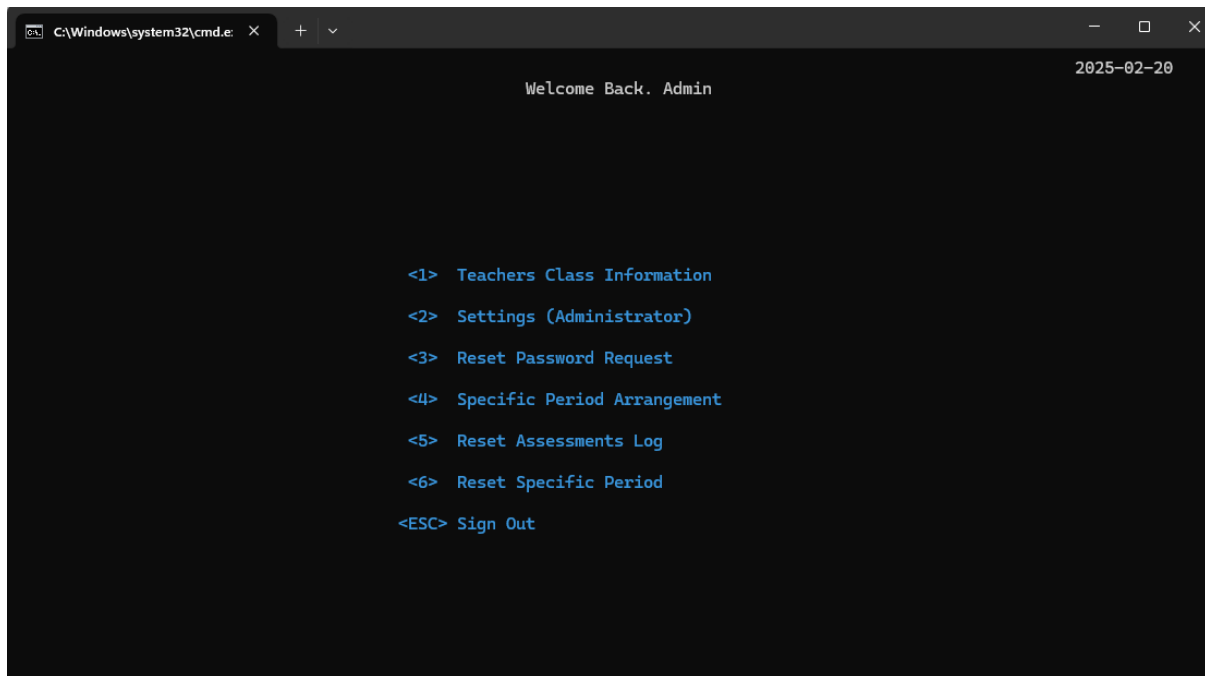 C:\Windows\system32\cmd.e:
2025-02-20
Welcome Back. Admin
<1> Teachers Class Information
<2> Settings (Administrator)
<3> Reset Password Request
<4> Specific Period Arrangement
<5> Reset Assessments Log
<6> Reset Specific Period
<ESC> Sign Out